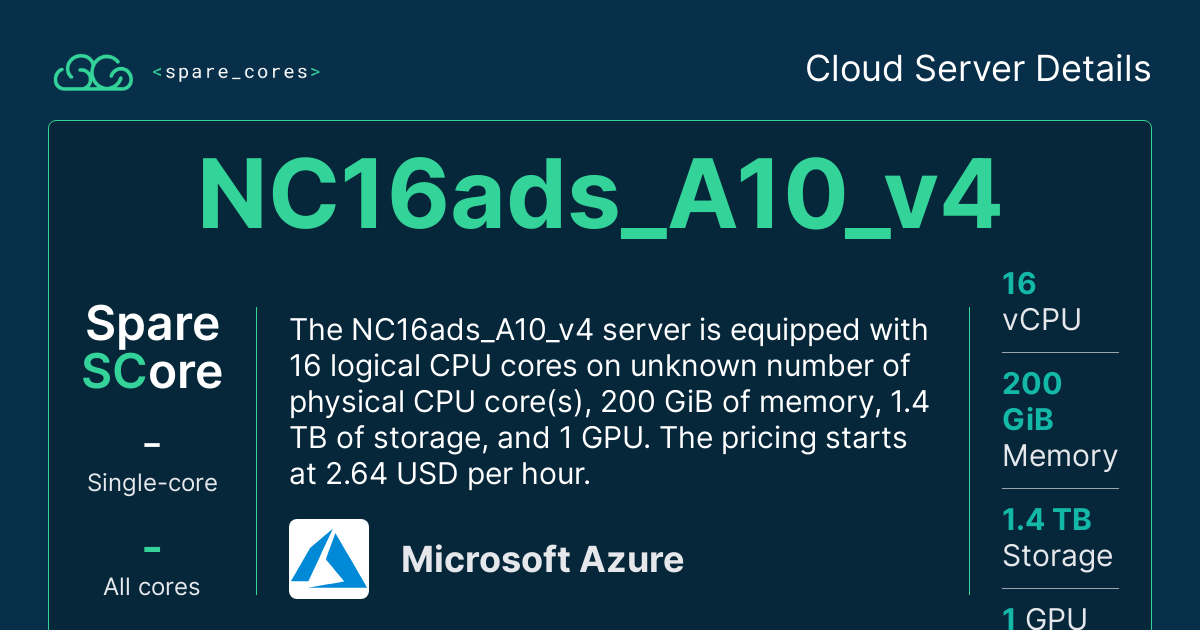 <spare_cores>
Cloud Server Details
NC16ads_A10_v4
Spare
SCore
–
Single-core
–
All cores
The NC16ads_A10_v4 server is equipped with
16 logical CPU cores on unknown number of
physical CPU core(s), 200 GiB of memory, 1.4
TB of storage, and 1 GPU. The pricing starts
at 2.64 USD per hour.
Microsoft Azure
16
vCPU
200
GiB
Memory
1.4 TB
Storage
1 GPU